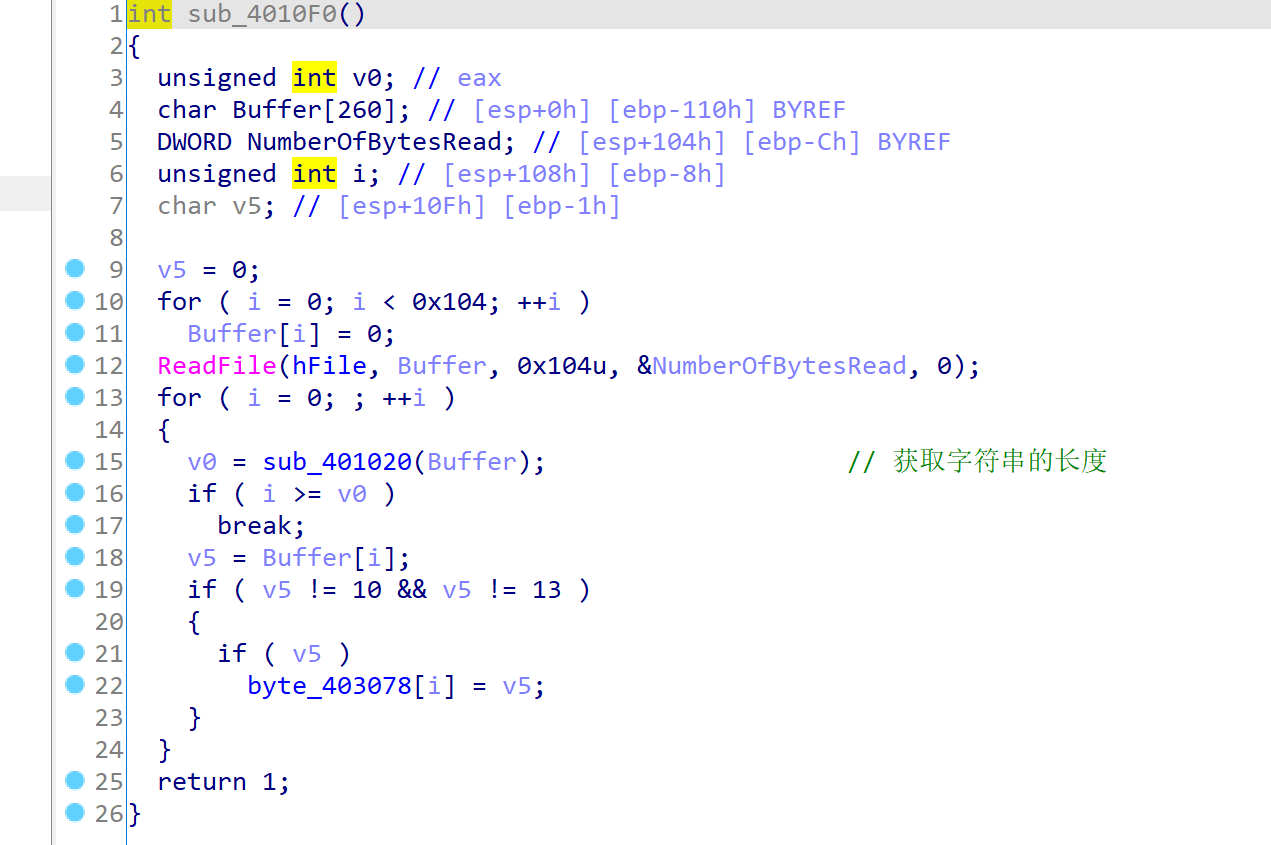 1 int sub_4010F0()
2 {
3   unsigned int v0; // eax
4   char Buffer[260]; // [esp+0h] [ebp-110h] BYREF
5   DWORD NumberOfBytesRead; // [esp+104h] [ebp-Ch] BYREF
6   unsigned int i; // [esp+108h] [ebp-8h]
7   char v5; // [esp+10Fh] [ebp-1h]
8
9   v5 = 0;
10   for ( i = 0; i < 0x104; ++i )
11     Buffer[i] = 0;
12   ReadFile(hFile, Buffer, 0x104u, &NumberOfBytesRead, 0);
13   for ( i = 0; ; ++i )
14   {
15     v0 = sub_401020(Buffer);                    // 获取字符串的长度
16     if ( i >= v0 )
17       break;
18     v5 = Buffer[i];
19     if ( v5 != 10 && v5 != 13 )
20     {
21       if ( v5 )
22         byte_403078[i] = v5;
23     }
24   }
25   return 1;
26 }